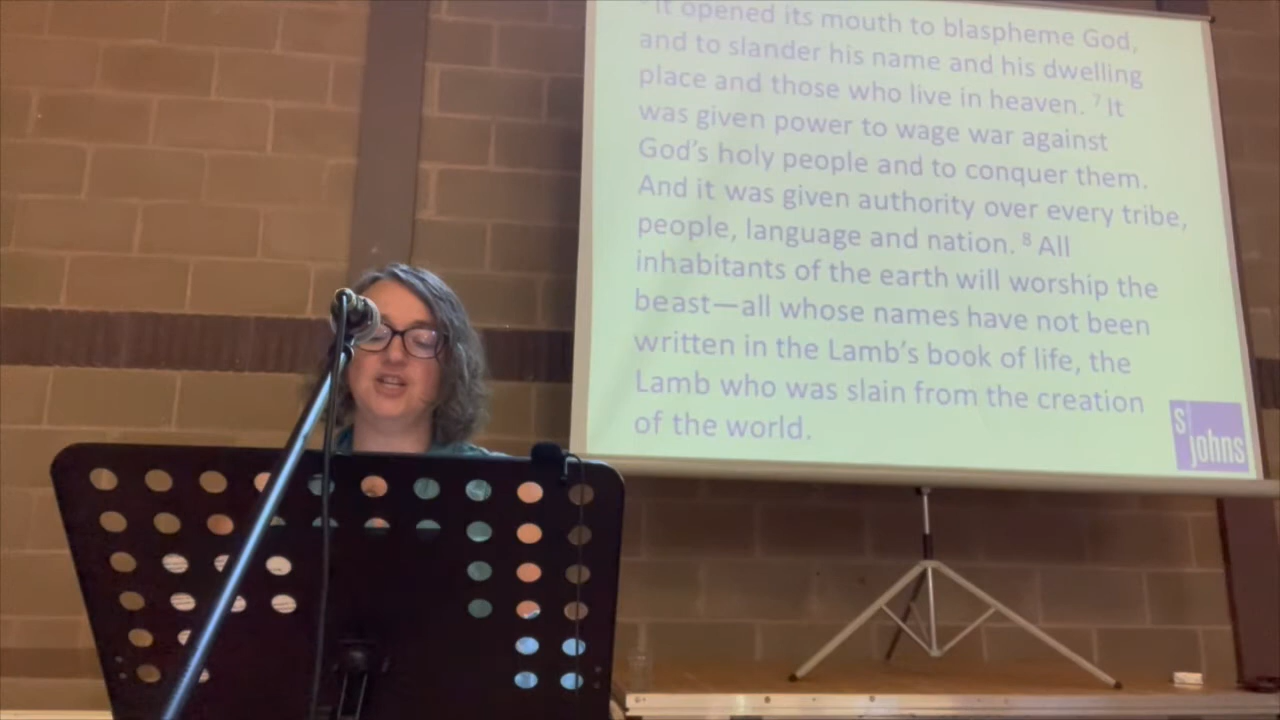 ⁶ It opened its mouth to blaspheme God,
and to slander his name and his dwelling
place and those who live in heaven. ⁷ It
was given power to wage war against
God’s holy people and to conquer them.
And it was given authority over every tribe,
people, language and nation. ⁸ All
inhabitants of the earth will worship the
beast—all whose names have not been
written in the Lamb’s book of life, the
Lamb who was slain from the creation
of the world.
S
johns